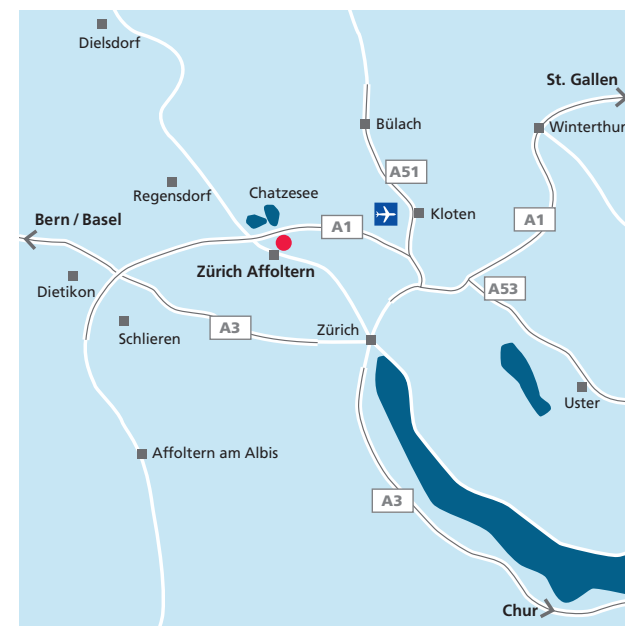 Dielsdorf
St. Gallen
Bülach
Winterthur
A51
Regensdorf
Chatzesee
Kloten
Bern / Basel
A1
A1
Zürich Affoltern
Dietikon
A53
Schlieren
A3
Zürich
Uster
Affoltern am Albis
A3
Chur